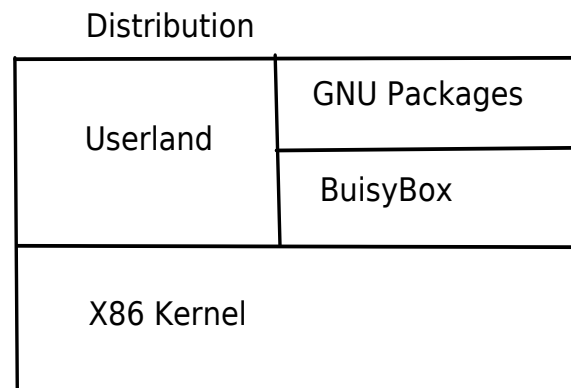 Distribution
GNU Packages
Userland
BuisyBox
X86 Kernel